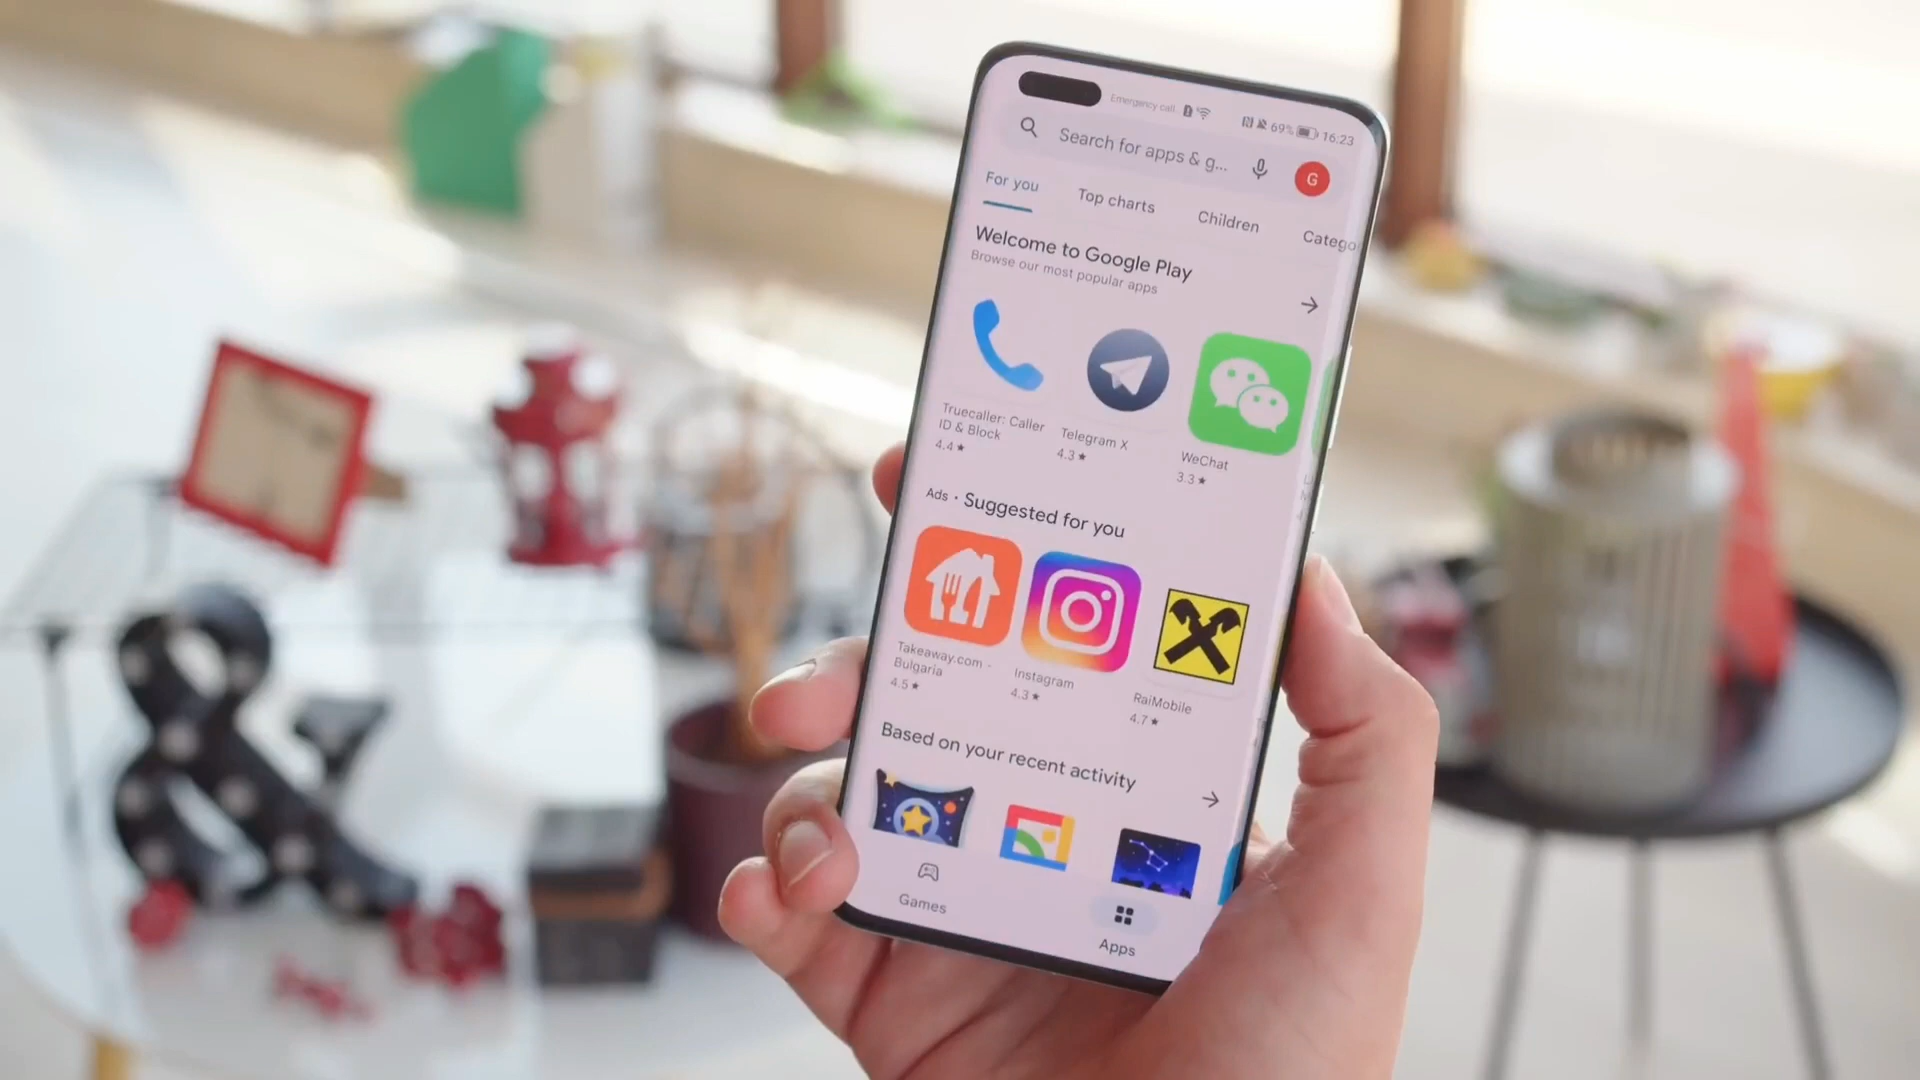 Emergency call
69% 16:23
Search for apps & g...
G
For you
Top charts
Children
Catego
Welcome to Google Play
Browse our most popular apps
Truecaller: Caller
ID & Block
4.4★
Telegram X
4.3★
WeChat
3.3★
Ads · Suggested for you
Takeaway.com -
Bulgaria
4.5★
Instagram
4.3★
RaiMobile
4.7★
Based on your recent activity
Games
Apps